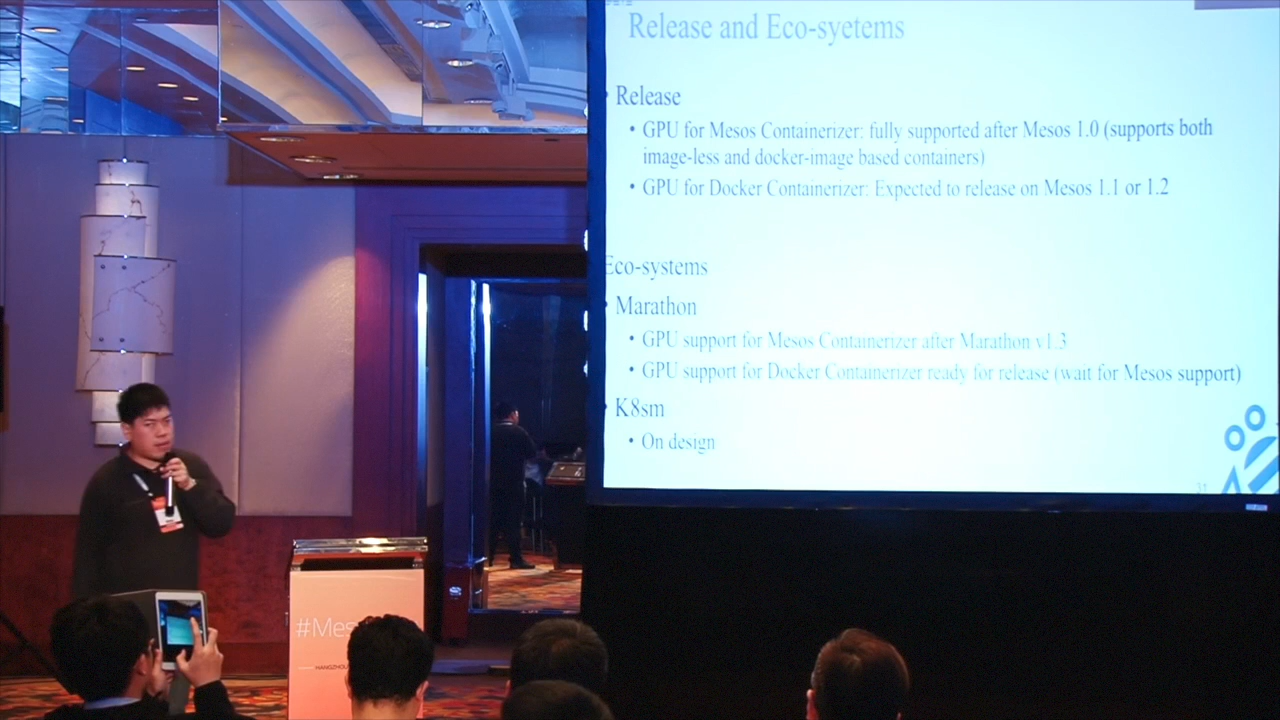 Release and Eco-syetems
• Release
• GPU for Mesos Containerizer: fully supported after Mesos 1.0 (supports both
image-less and docker-image based containers)
• GPU for Docker Containerizer: Expected to release on Mesos 1.1 or 1.2
Eco-systems
• Marathon
• GPU support for Mesos Containerizer after Marathon v1.3
• GPU support for Docker Containerizer ready for release (wait for Mesos support)
• K8sm
• On design
31
#Mes
HANGZHOU